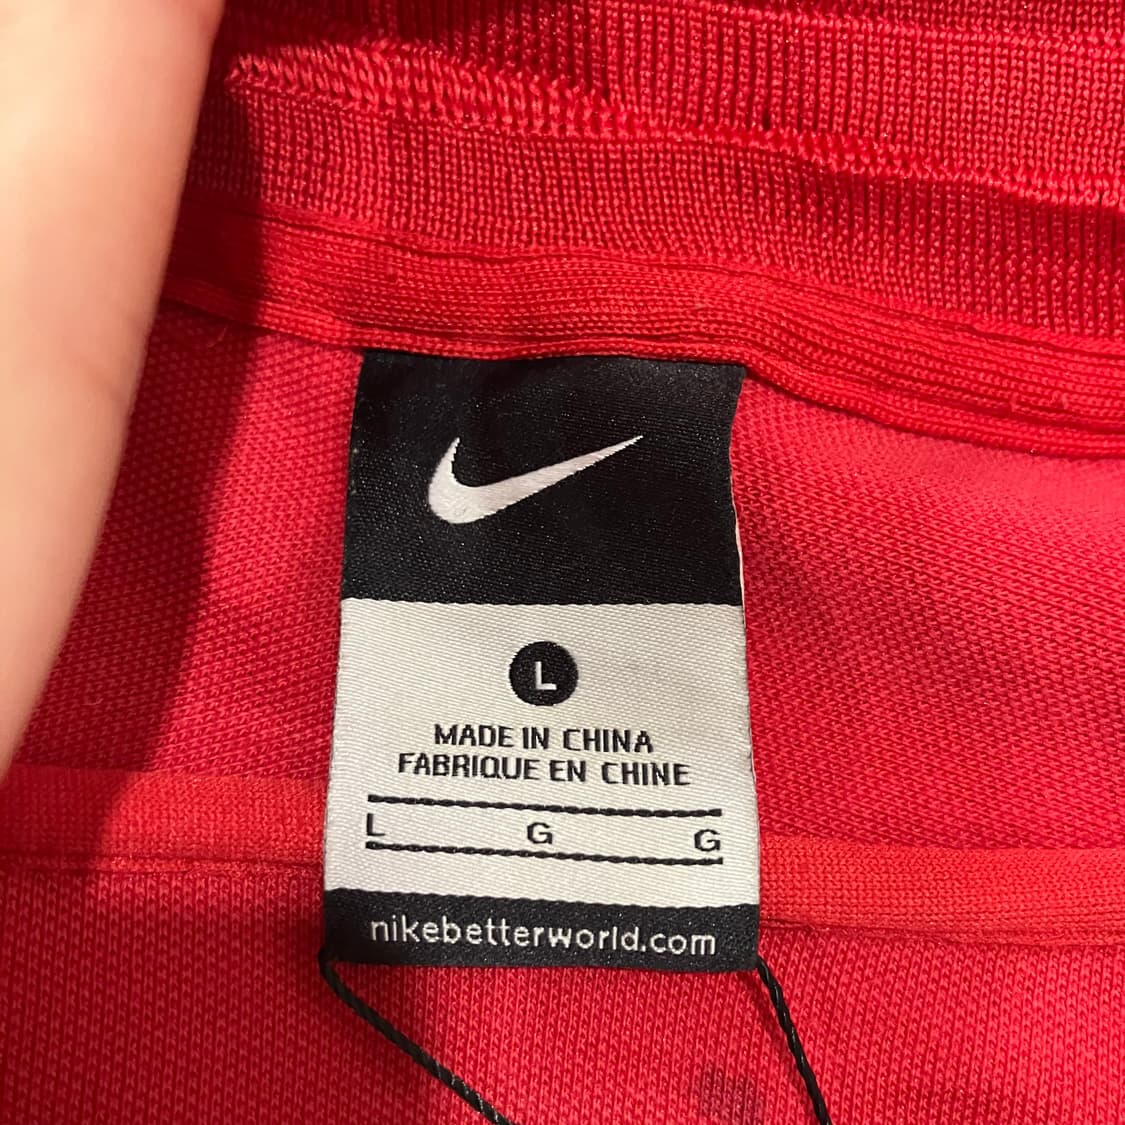 L
MADE IN CHINA
FABRIQUE EN CHINE
L G G
nikebetterworld.com